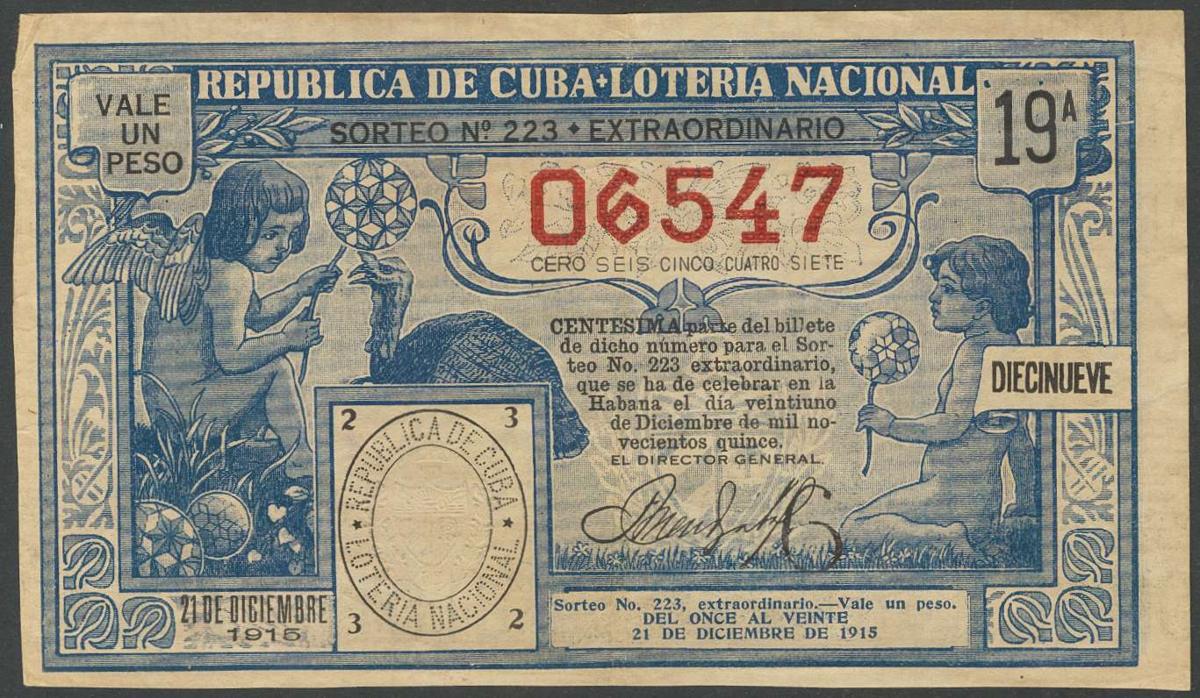 REPUBLICA DE CUBA+LOTERIA NACIONAL
VALE
UN
PESO
19A
SORTEO Nº 223 + EXTRAORDINARIO
06547
CERO SEIS CINCO CUATRO SIETE
CENTESIMA parte del billete
de dicho número para el Sor-
teo No. 223 extraordinario,
que se ha de celebrar en la
Habana el día veintiuno
de Diciembre de mil no-
vecientos quince.
EL DIRECTOR GENERAL.
DIECINUEVE
2 3
REPUBLICA DE CUBA
★ LOTERIA NACIONAL ★
3 2
21 DE DICIEMBRE
1915
Sorteo No. 223, extraordinario.—Vale un peso.
DEL ONCE AL VEINTE
21 DE DICIEMBRE DE 1915